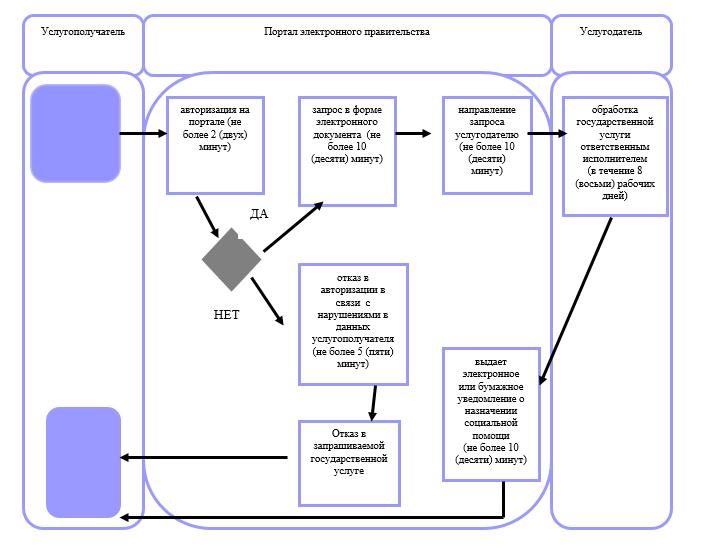 Услугополучатель
Портал электронного правительства
Услугодатель
авторизация на
портале (не
более 2 (двух)
минут)
запрос в форме
электронного
документа (не
более 10
(десяти) минут)
направление
запроса
услугодателю
(не более 10
(десяти)
минут)
обработка
государственной
услуги
ответственным
исполнителем
(в течение 8
(восьми) рабочих
дней)
ДА
НЕТ
отказ в
авторизации в
связи с
нарушениями в
данных
услугополучателя
(не более 5 (пяти)
минут)
выдает
электронное
или бумажное
уведомление о
назначении
социальной
помощи
(не более 10
(десяти) минут)
Отказ в
запрашиваемой
государственной
услуге